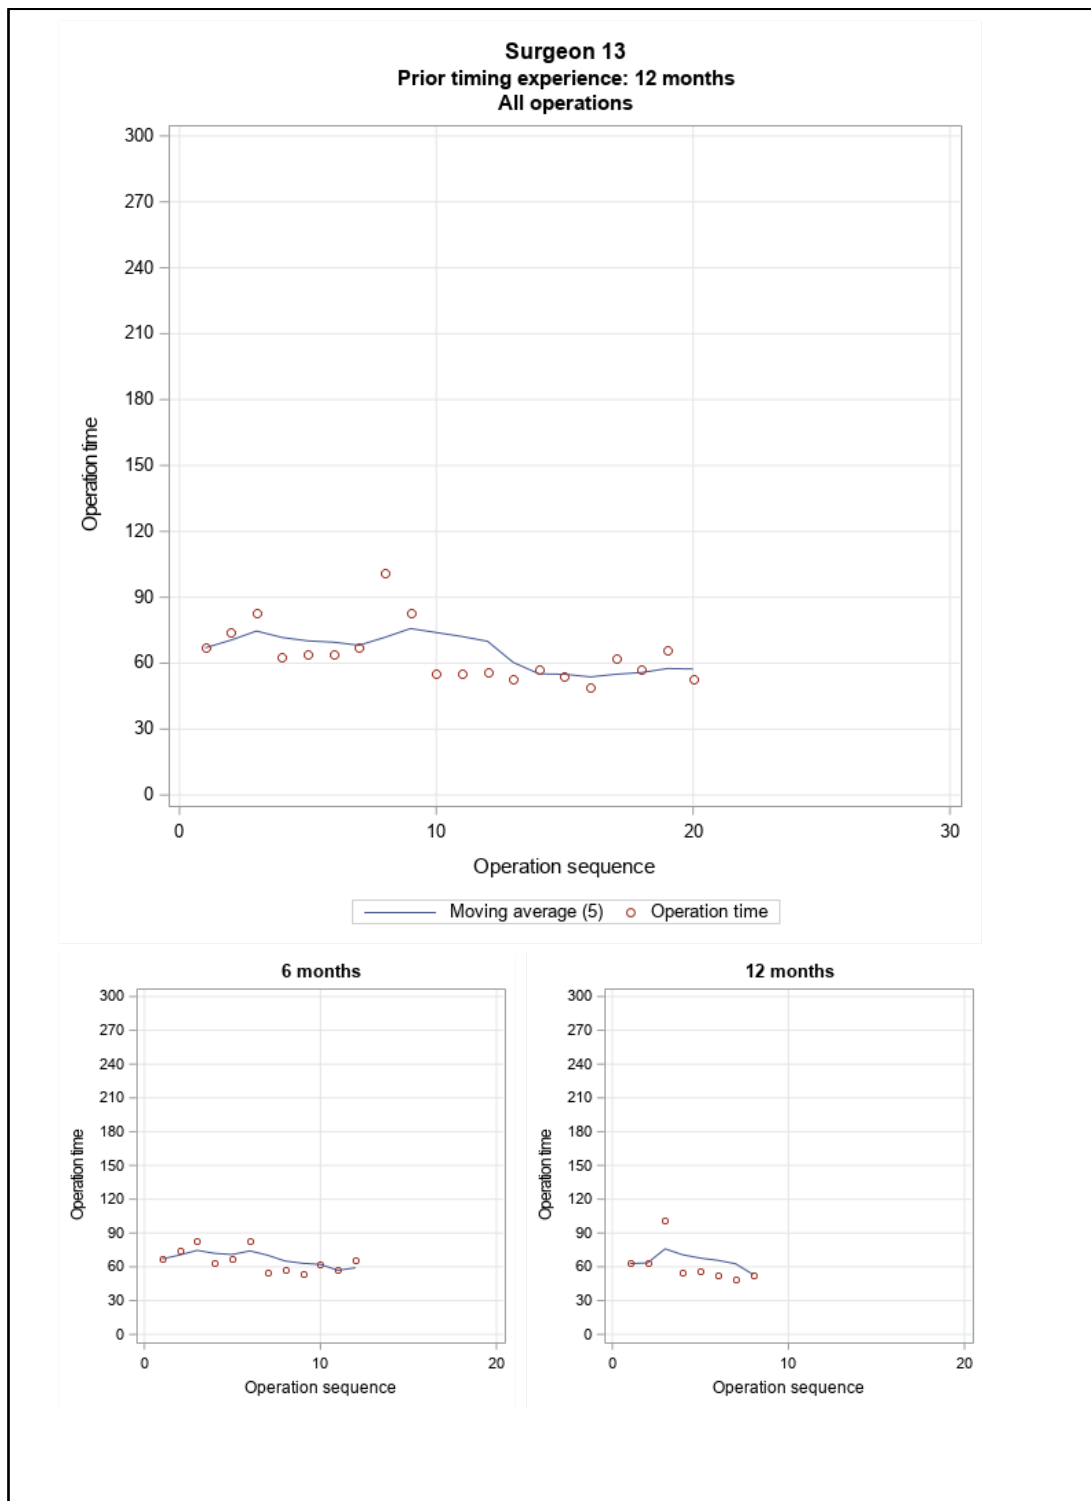 Surgeon 13
Prior timing experience: 12 months
All operations
300
270
240
210
180
150
120
90
60
30
0
Operation time
0 10 20 30
Operation sequence
Moving average (5) Operation time
6 months
300
270
240
210
180
150
120
90
60
30
0
Operation time
0 10 20
Operation sequence
12 months
300
270
240
210
180
150
120
90
60
30
0
Operation time
0 10 20
Operation sequence